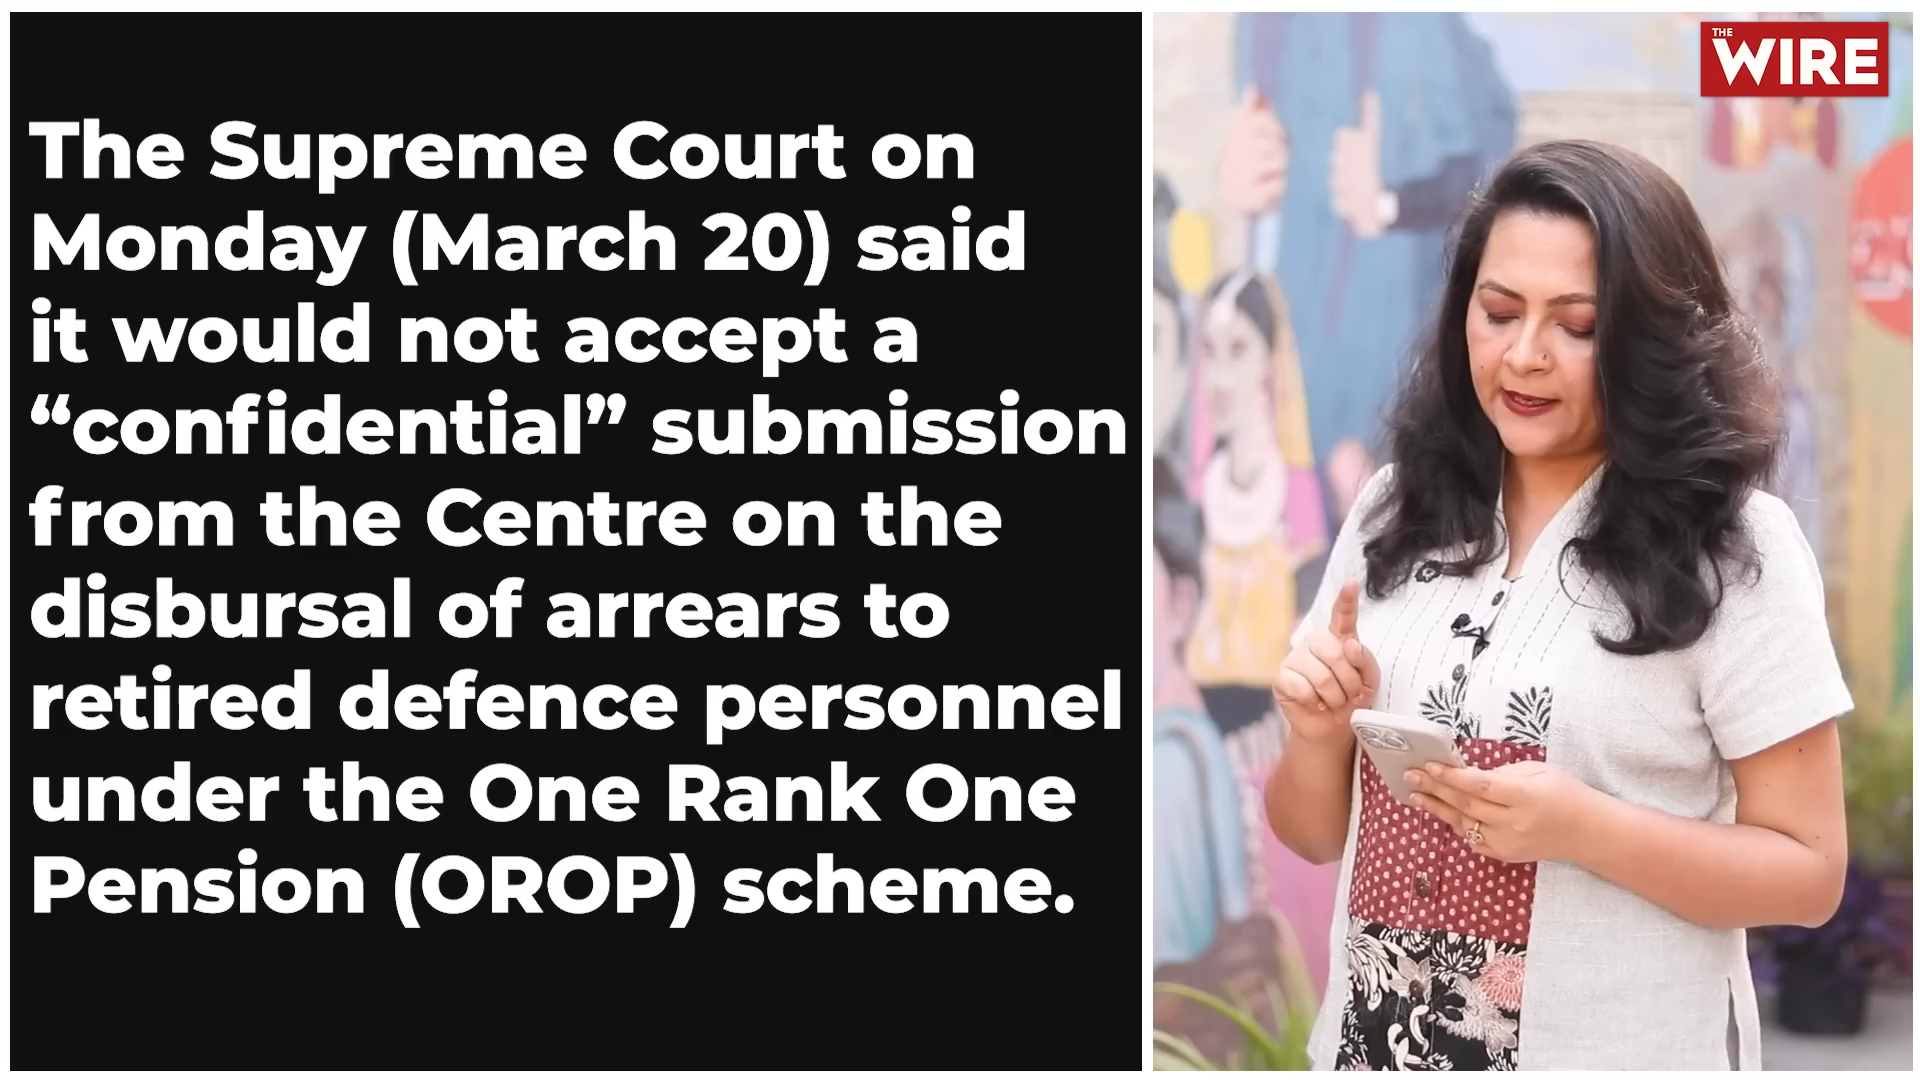 The Supreme Court on
Monday (March 20) said
it would not accept a
“confidential” submission
from the Centre on the
disbursal of arrears to
retired defence personnel
under the One Rank One
Pension (OROP) scheme.
THE
WIRE